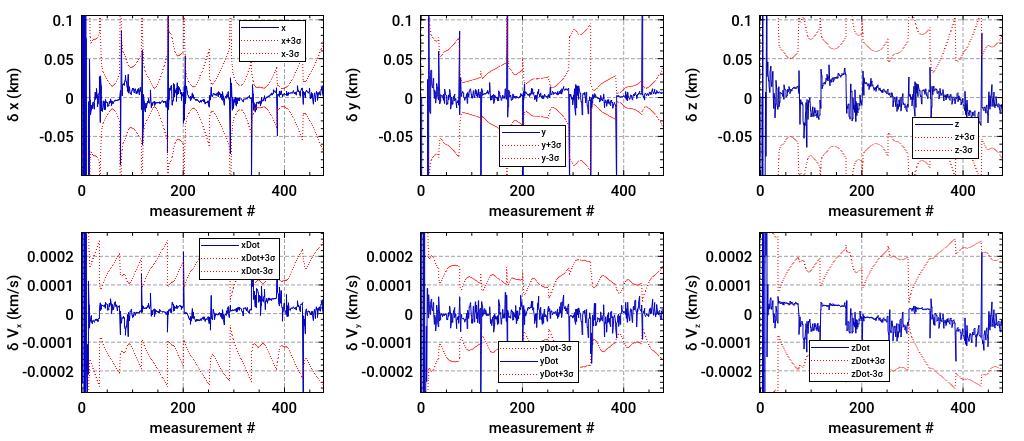 δ x (km)
0.1
0.05
0
-0.05
0
200
400
measurement #
x
x+3σ
x-3σ
δ y (km)
0.1
0.05
0
-0.05
0
200
400
measurement #
y
y+3σ
y-3σ
δ z (km)
0.1
0.05
0
-0.05
0
200
400
measurement #
z
z+3σ
z-3σ
δ Vx (km/s)
0.0002
0.0001
0
-0.0001
-0.0002
0
200
400
measurement #
xDot
xDot+3σ
xDot-3σ
δ Vy (km/s)
0.0002
0.0001
0
-0.0001
-0.0002
0
200
400
measurement #
yDot-3σ
yDot
yDot+3σ
δ Vz (km/s)
0.0002
0.0001
0
-0.0001
-0.0002
0
200
400
measurement #
zDot
zDot+3σ
zDot-3σ